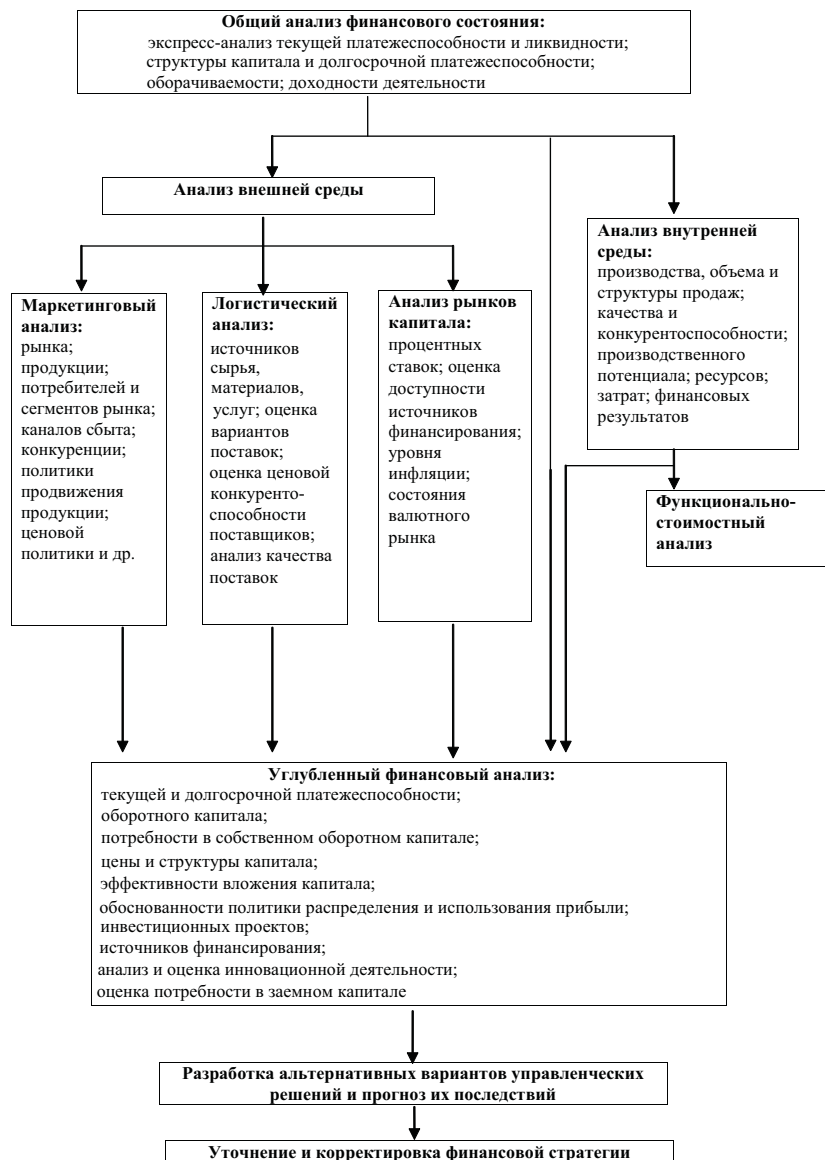 Общий анализ финансового состояния:
экспресс-анализ текущей платежеспособности и ликвидности;
структуры капитала и долгосрочной платежеспособности;
оборачиваемости; доходности деятельности
Анализ внешней среды
Анализ внутренней
среды:
производства, объема и
структуры продаж;
качества и
конкурентоспособности;
производственного
потенциала; ресурсов;
затрат; финансовых
результатов
Маркетинговый
анализ:
рынка;
продукции;
потребителей и
сегментов рынка;
каналов сбыта;
конкуренции;
политики
продвижения
продукции;
ценовой
политики и др.
Логистический
анализ:
источников
сырья,
материалов,
услуг; оценка
вариантов
поставок;
оценка ценовой
конкуренто-
способности
поставщиков;
анализ качества
поставок
Анализ рынков
капитала:
процентных
ставок; оценка
доступности
источников
финансирования;
уровня
инфляции;
состояния
валютного
рынка
Функционально-
стоимостный
анализ
Углубленный финансовый анализ:
текущей и долгосрочной платежеспособности;
оборотного капитала;
потребности в собственном оборотном капитале;
цены и структуры капитала;
эффективности вложения капитала;
обоснованности политики распределения и использования прибыли;
инвестиционных проектов;
источников финансирования;
анализ и оценка инновационной деятельности;
оценка потребности в заемном капитале
Разработка альтернативных вариантов управленческих
решений и прогноз их последствий
Уточнение и корректировка финансовой стратегии